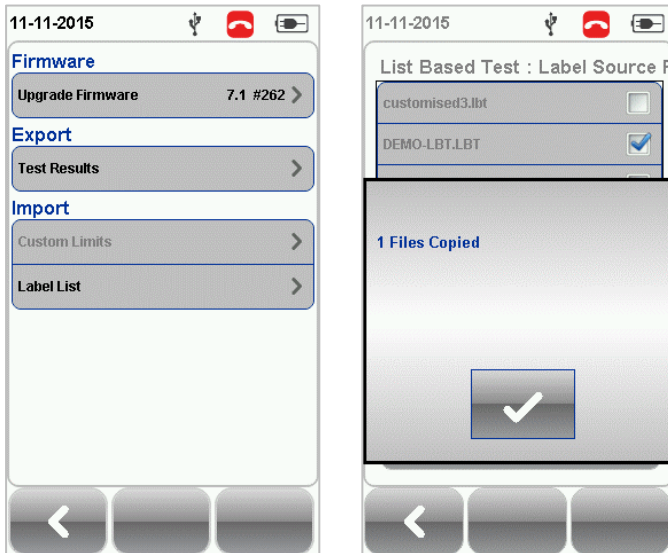 11-11-2015
Firmware
Upgrade Firmware 7.1 #262
Export
Test Results
Import
Custom Limits
Label List
11-11-2015
List Based Test : Label Source F
customised3.lbt
DEMO-LBT.LBT
1 Files Copied